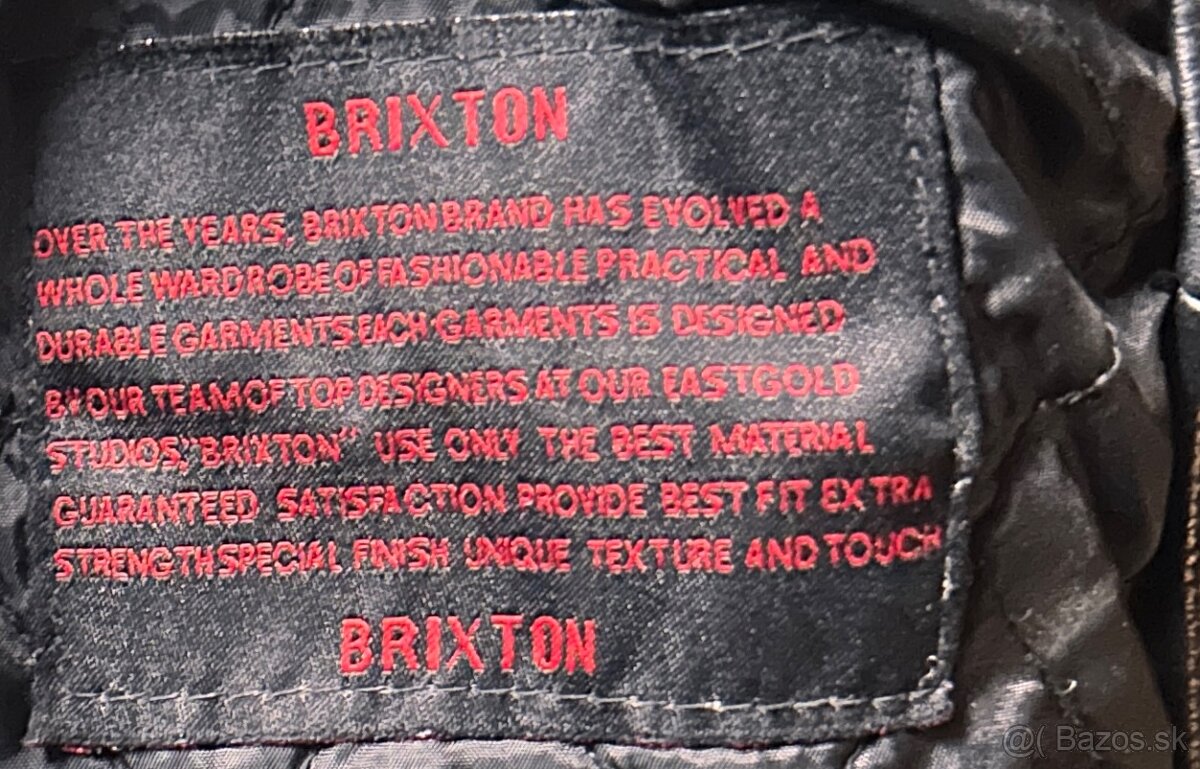 BRIXTON
OVER THE YEARS, BRIXTON BRAND HAS EVOLVED A
WHOLE WARDROBE OF FASHIONABLE PRACTICAL AND
DURABLE GARMENTS EACH GARMENTS IS DESIGNED
BY OUR TEAM OF TOP DESIGNERS AT OUR EASTGOLD
STUDIOS,"BRIXTON" USE ONLY THE BEST MATERIAL
GUARANTEED SATISFACTION PROVIDE BEST FIT EXTRA
STRENGTH SPECIAL FINISH UNIQUE TEXTURE AND TOUCH
BRIXTON
@( Bazos.sk